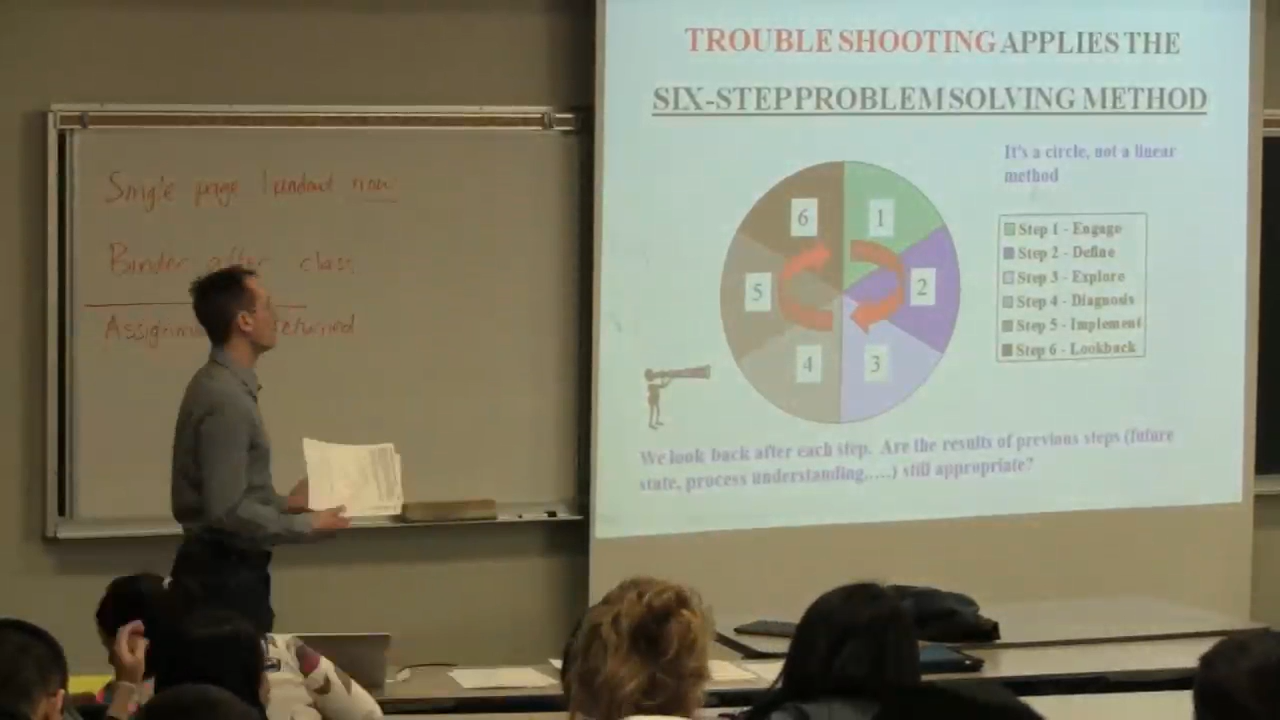 Single page handout now
Binder after class
returned
TROUBLE SHOOTING APPLIES THE
SIX-STEP PROBLEM SOLVING METHOD
It's a circle, not a linear
method
6
1
5
2
4
3
Step 1 - Engage
Step 2 - Define
Step 3 - Explore
Step 4 - Diagnosis
Step 5 - Implement
Step 6 - Lookback
We look back after each step. Are the results of previous steps (future
state, process understanding.....) still appropriate?